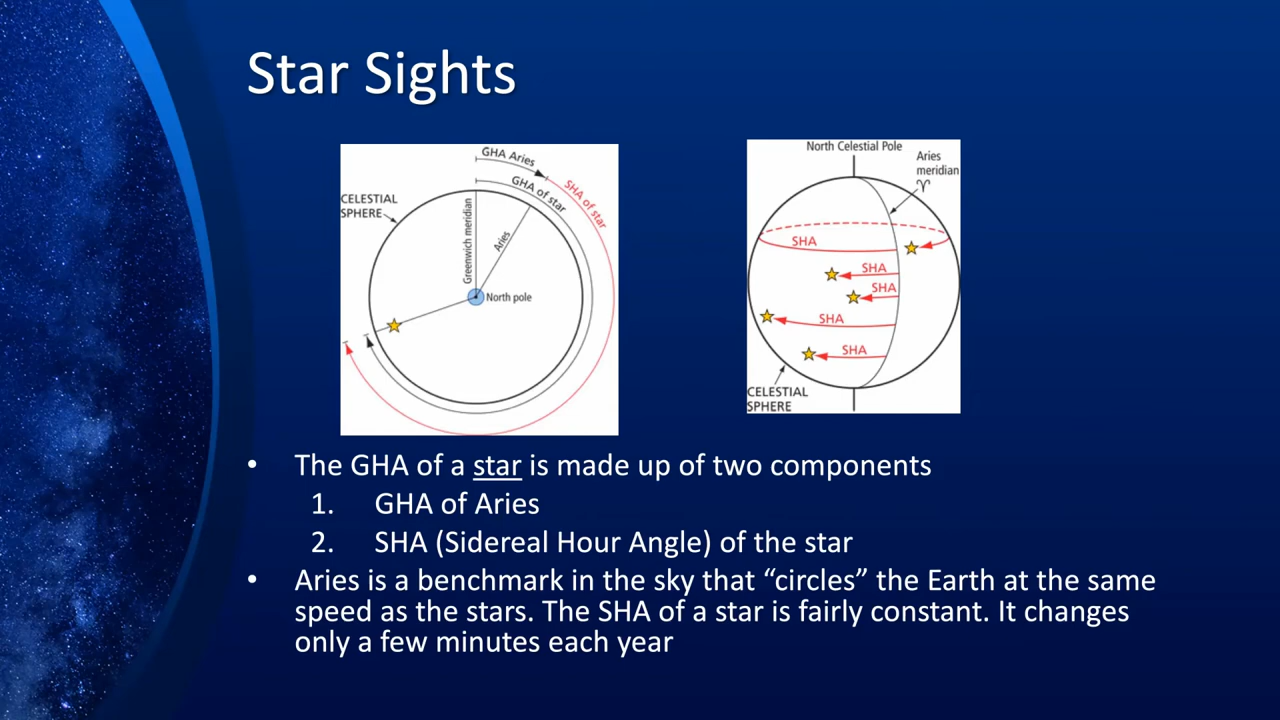 Star Sights
GHA Aries
GHA of star
SHA of star
CELESTIAL
SPHERE
Greenwich meridian
Aries
North pole
North Celestial Pole
Aries
meridian
♈
SHA
SHA
SHA
SHA
SHA
CELESTIAL
SPHERE
• The GHA of a star is made up of two components
1. GHA of Aries
2. SHA (Sidereal Hour Angle) of the star
• Aries is a benchmark in the sky that “circles” the Earth at the same
speed as the stars. The SHA of a star is fairly constant. It changes
only a few minutes each year